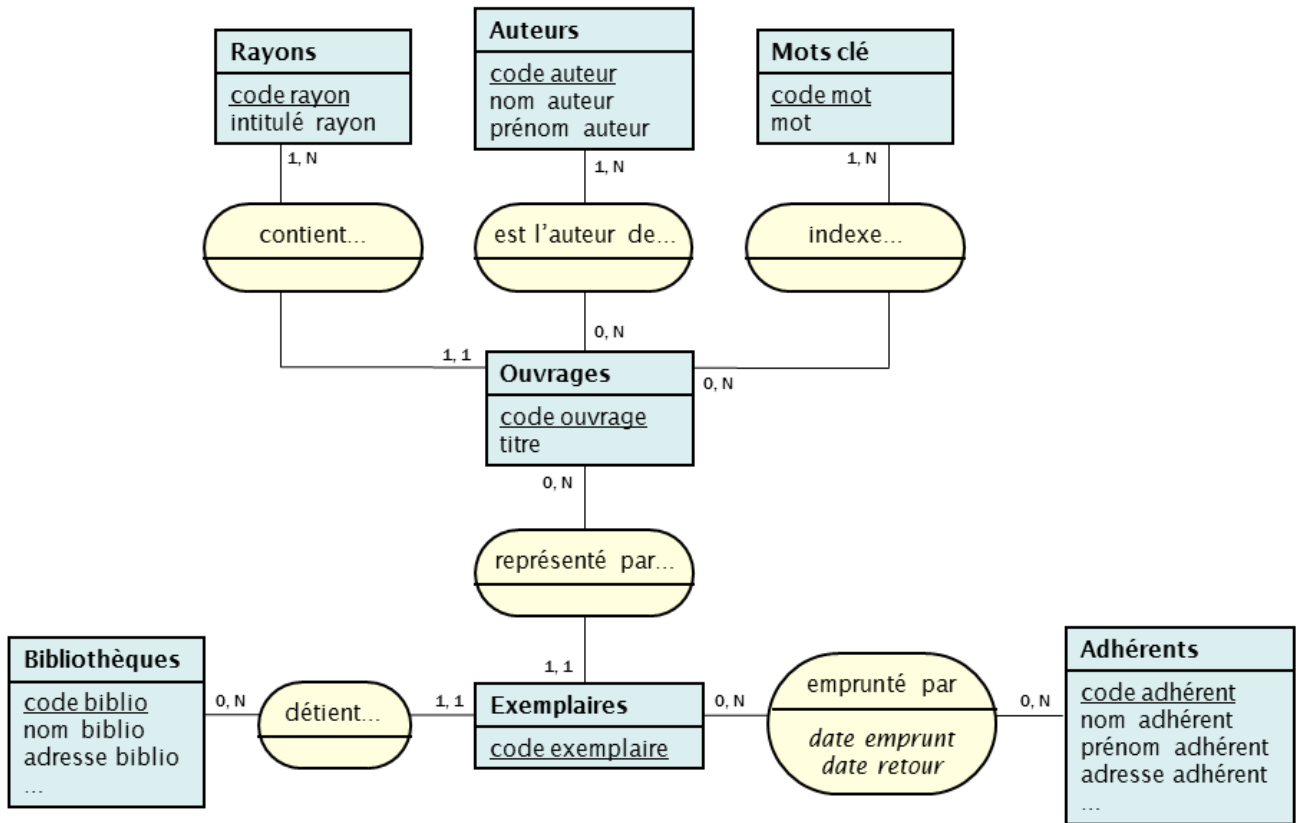 Rayons
code rayon
intitulé rayon
Auteurs
code auteur
nom auteur
prénom auteur
Mots clé
code mot
mot
1, N
1, N
1, N
contient...
est l'auteur de...
indexe...
1, 1
0, N
0, N
Ouvrages
code ouvrage
titre
0, N
représenté par...
1, 1
Bibliothèques
code biblio
nom biblio
adresse biblio
...
0, N
détient...
1, 1
Exemplaires
code exemplaire
0, N
emprunté par
date emprunt
date retour
0, N
Adhérents
code adhérent
nom adhérent
prénom adhérent
adresse adhérent
...